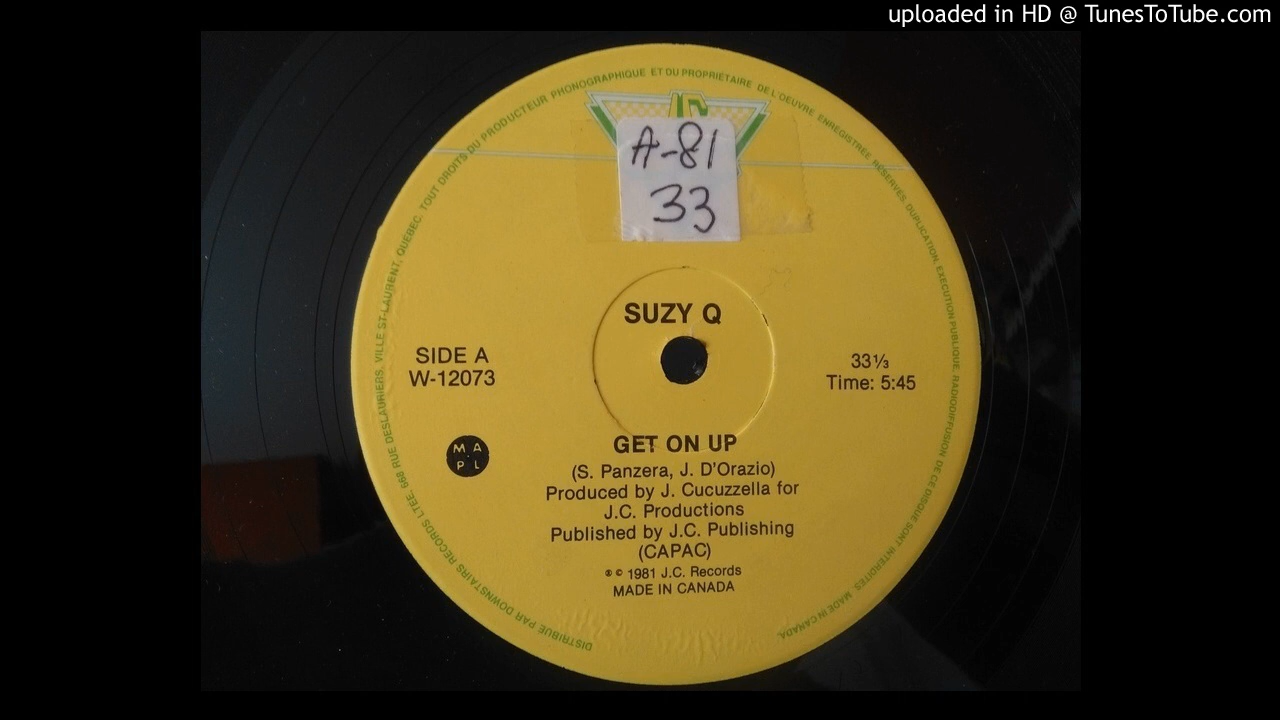 uploaded in HD @ TunesToTube.com
TOUT DROITS DU PRODUCTEUR PHONOGRAPHIQUE ET DU PROPRIETAIRE DE L'OEUVRE ENREGISTREE RESERVES. DUPLICATION, EXECUTION PUBLIQUE, RADIODIFFUSION DE CE DISQUE SONT INTERDITES. MADE IN CANADA
JC
A-81
33
SUZY Q
SIDE A
W-12073
33⅓
Time: 5:45
M A
P L
GET ON UP
(S. Panzera, J. D'Orazio)
Produced by J. Cucuzzella for
J.C. Productions
Published by J.C. Publishing
(CAPAC)
℗ © 1981 J.C. Records
MADE IN CANADA
DISTRIBUE PAR DOWNSTAIRS RECORDS LTEE. 668 RUE DESLAURIERS, VILLE ST-LAURENT, QUEBEC.